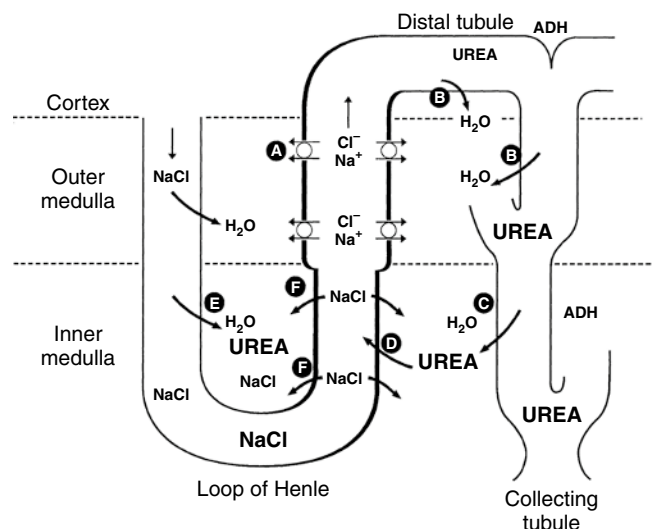 Distal tubule
ADH
UREA
Cortex
B
H₂O
A
Cl⁻
Na⁺
B
Outer
medulla
NaCl
H₂O
H₂O
Cl⁻
Na⁺
UREA
F
NaCl
E
H₂O
C
H₂O
ADH
Inner
medulla
UREA
D
UREA
F
NaCl
NaCl
NaCl
UREA
NaCl
Loop of Henle
Collecting
tubule